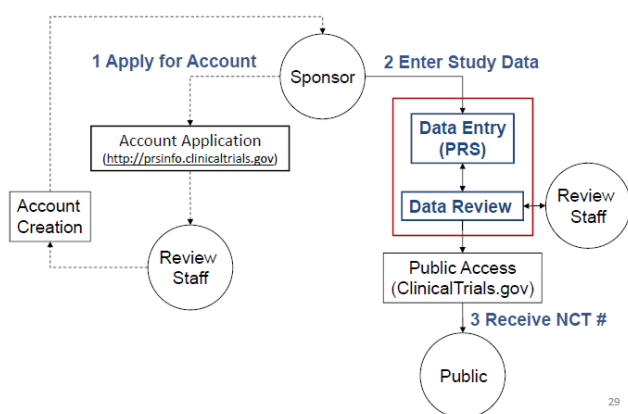 1 Apply for Account
Sponsor
2 Enter Study Data
Account Application
(http://prsinfo.clinicaltrials.gov)
Data Entry
(PRS)
Account
Creation
Review
Staff
Data Review
Review
Staff
Public Access
(ClinicalTrials.gov)
3 Receive NCT #
Public
29